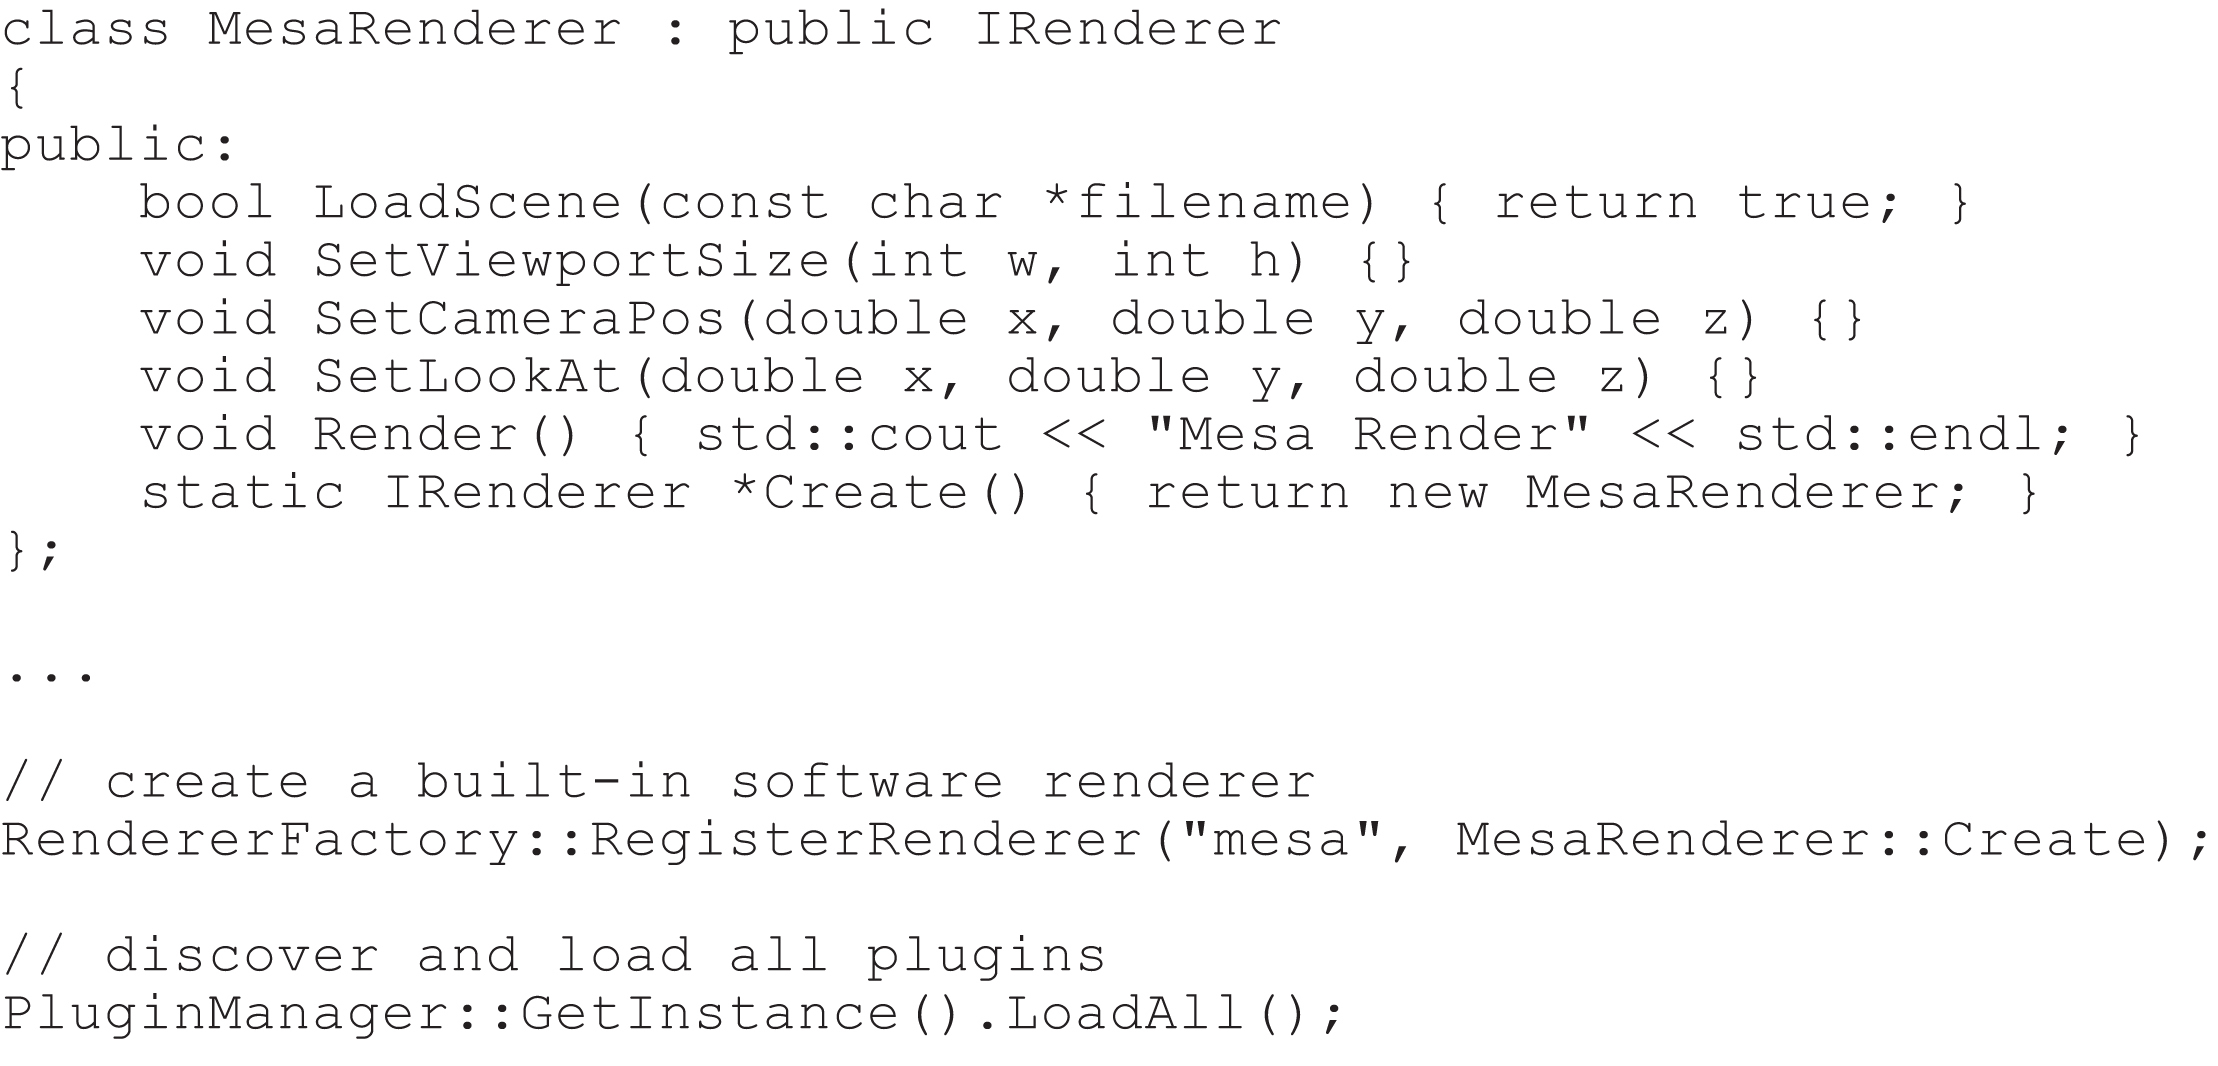 class MesaRenderer : public IRenderer
{
public:
    bool LoadScene(const char *filename) { return true; }
    void SetViewportSize(int w, int h) {}
    void SetCameraPos(double x, double y, double z) {}
    void SetLookAt(double x, double y, double z) {}
    void Render() { std::cout << "Mesa Render" << std::endl; }
    static IRenderer *Create() { return new MesaRenderer; }
};
...
// create a built-in software renderer
RendererFactory::RegisterRenderer("mesa", MesaRenderer::Create);
// discover and load all plugins
PluginManager::GetInstance().LoadAll();